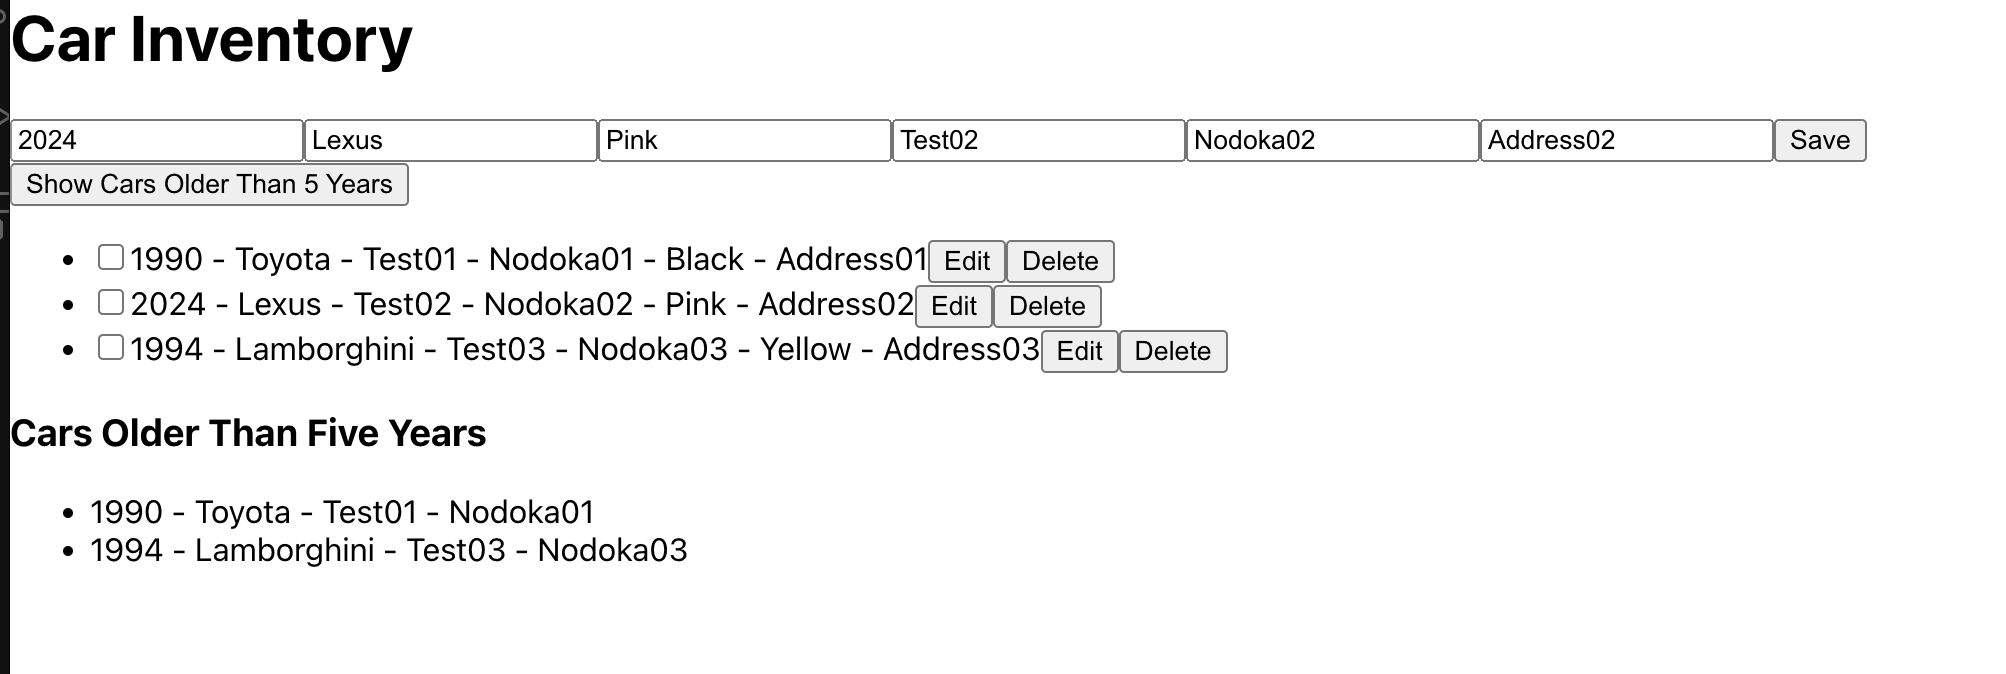 Car Inventory
2024 Lexus Pink Test02 Nodoka02 Address02 Save
Show Cars Older Than 5 Years
1990 - Toyota - Test01 - Nodoka01 - Black - Address01 Edit Delete
2024 - Lexus - Test02 - Nodoka02 - Pink - Address02 Edit Delete
1994 - Lamborghini - Test03 - Nodoka03 - Yellow - Address03 Edit Delete
Cars Older Than Five Years
1990 - Toyota - Test01 - Nodoka01
1994 - Lamborghini - Test03 - Nodoka03